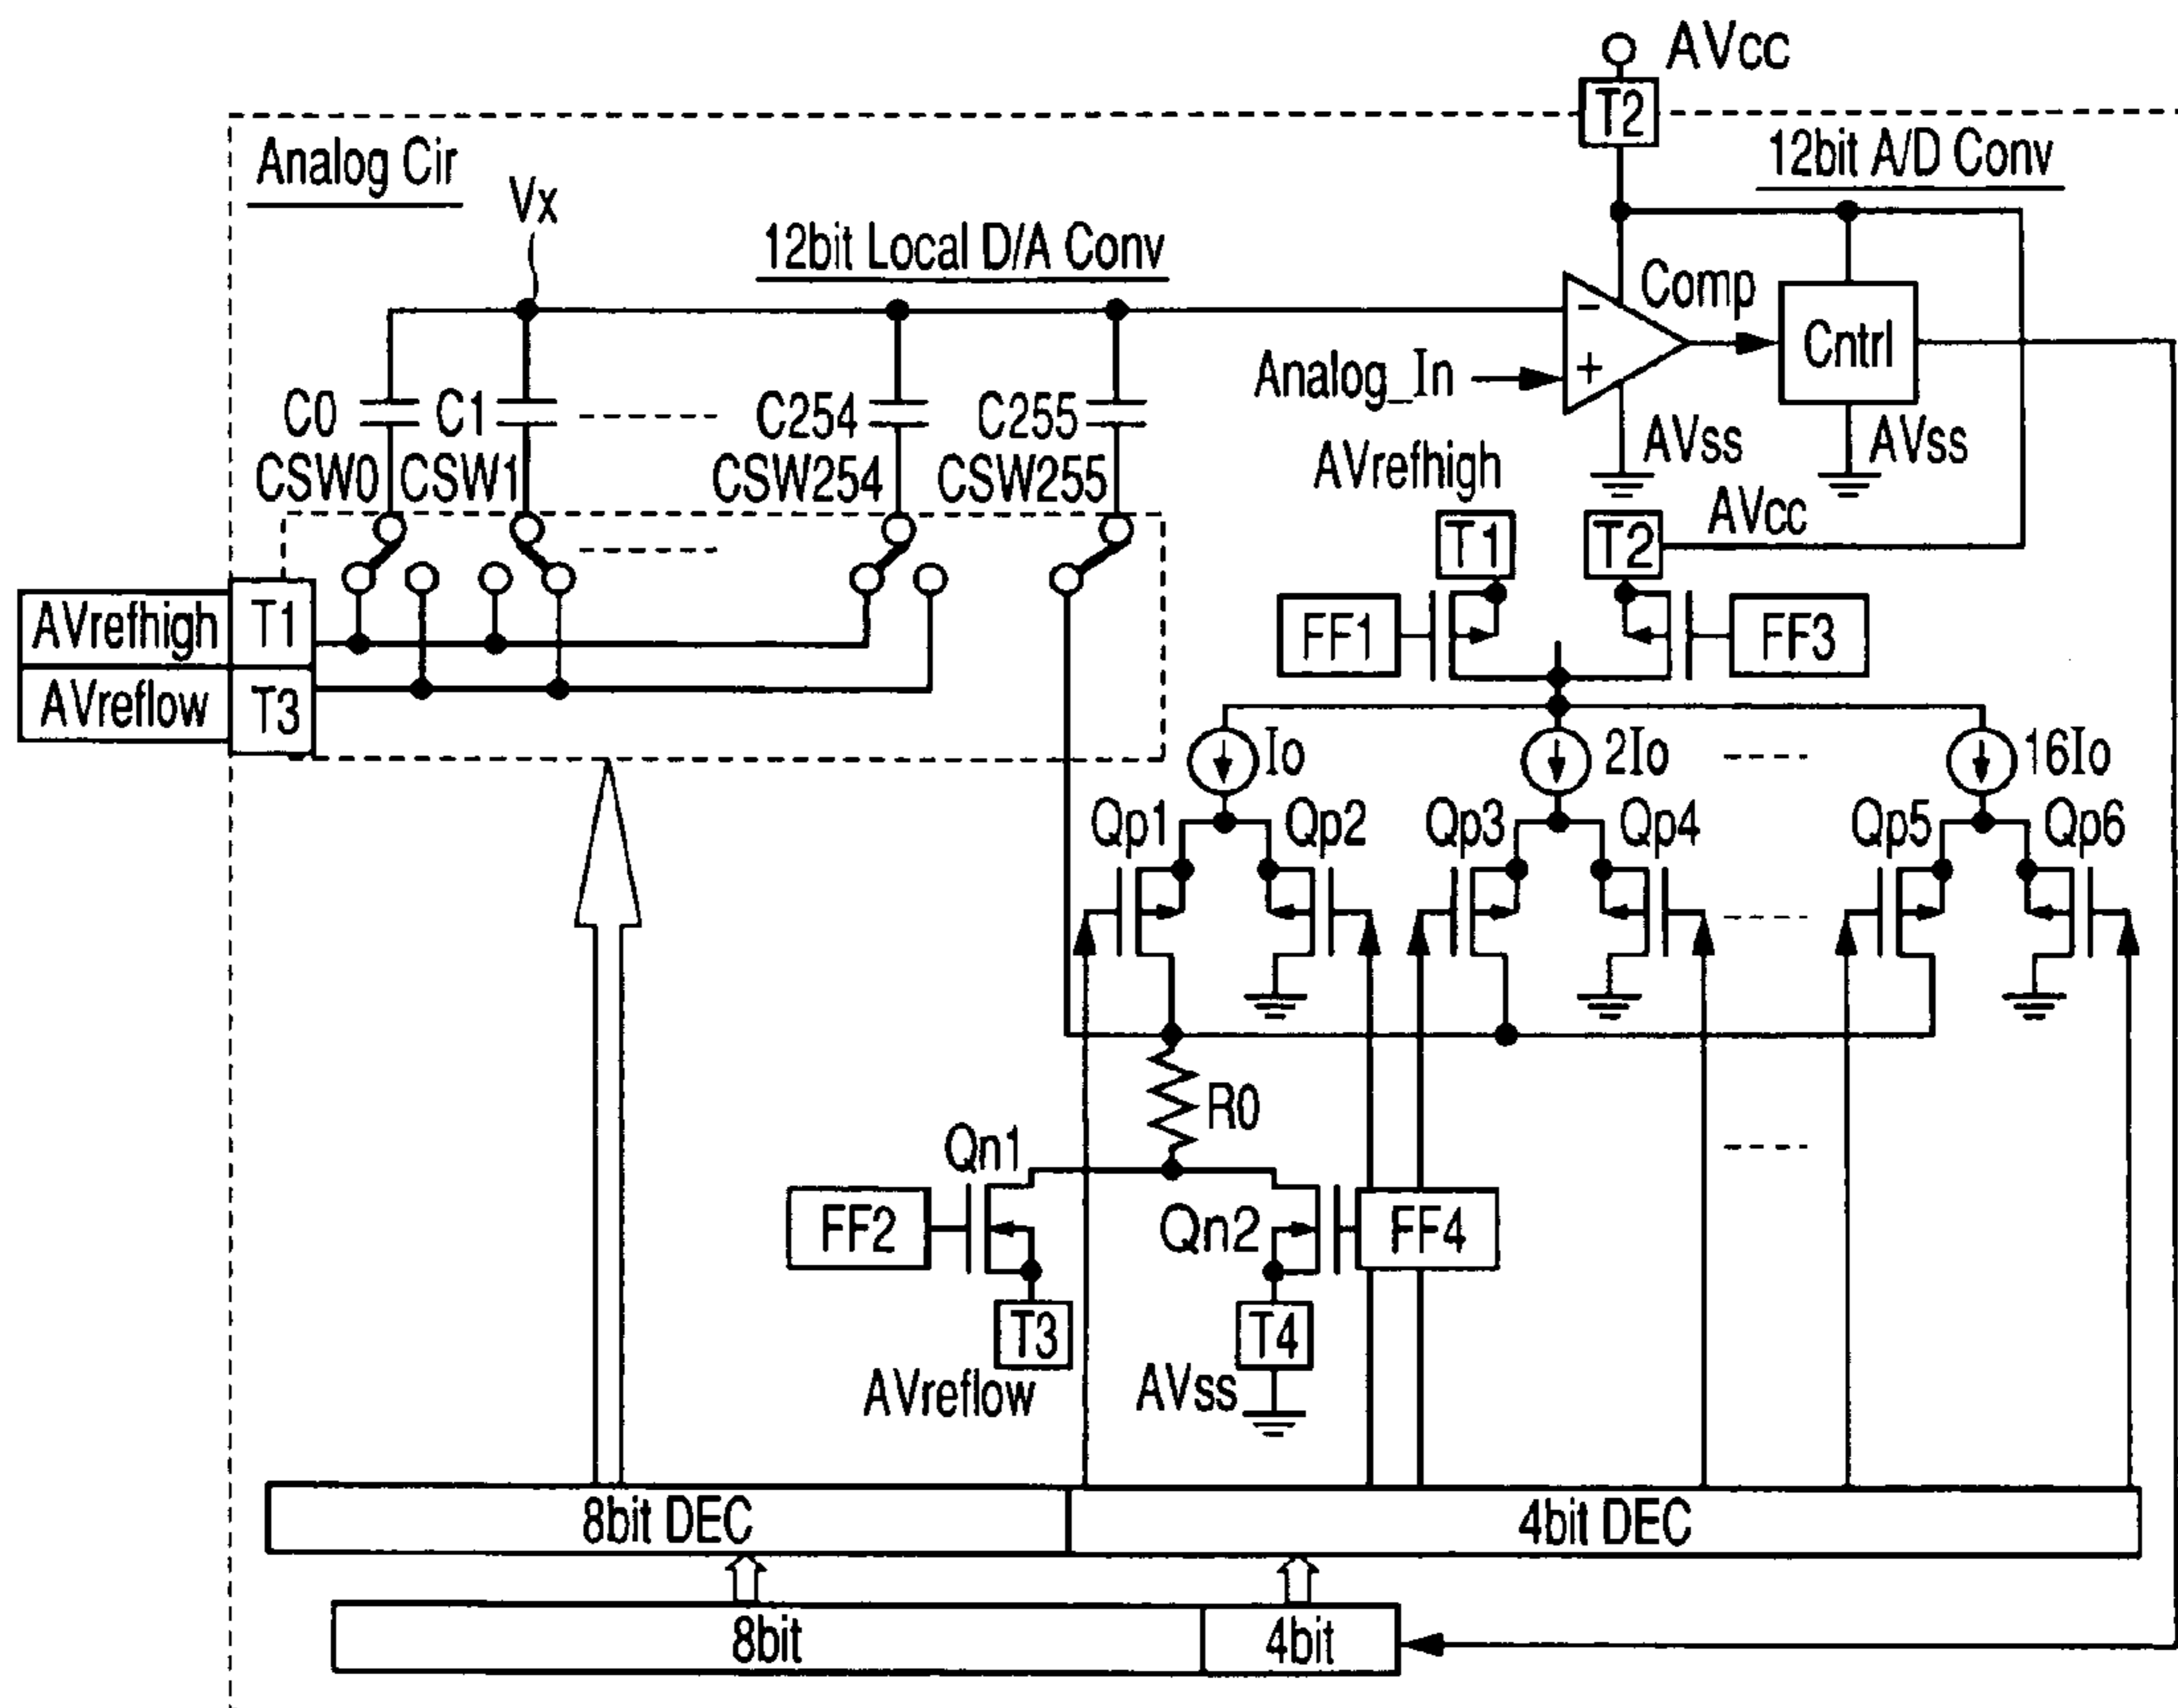 AVcc
T2
Analog Cir
12bit A/D Conv
Vx
12bit Local D/A Conv
Comp
-
+
Cntrl
Analog_In
C0
C1
C254
C255
AVss
AVss
CSW0
CSW1
CSW254
CSW255
AVrefhigh
AVcc
T1
T2
AVrefhigh
T1
FF1
FF3
AVreflow
T3
Io
2Io
16Io
Qp1
Qp2
Qp3
Qp4
Qp5
Qp6
R0
Qn1
FF2
Qn2
FF4
T3
T4
AVreflow
AVss
8bit DEC
4bit DEC
8bit
4bit